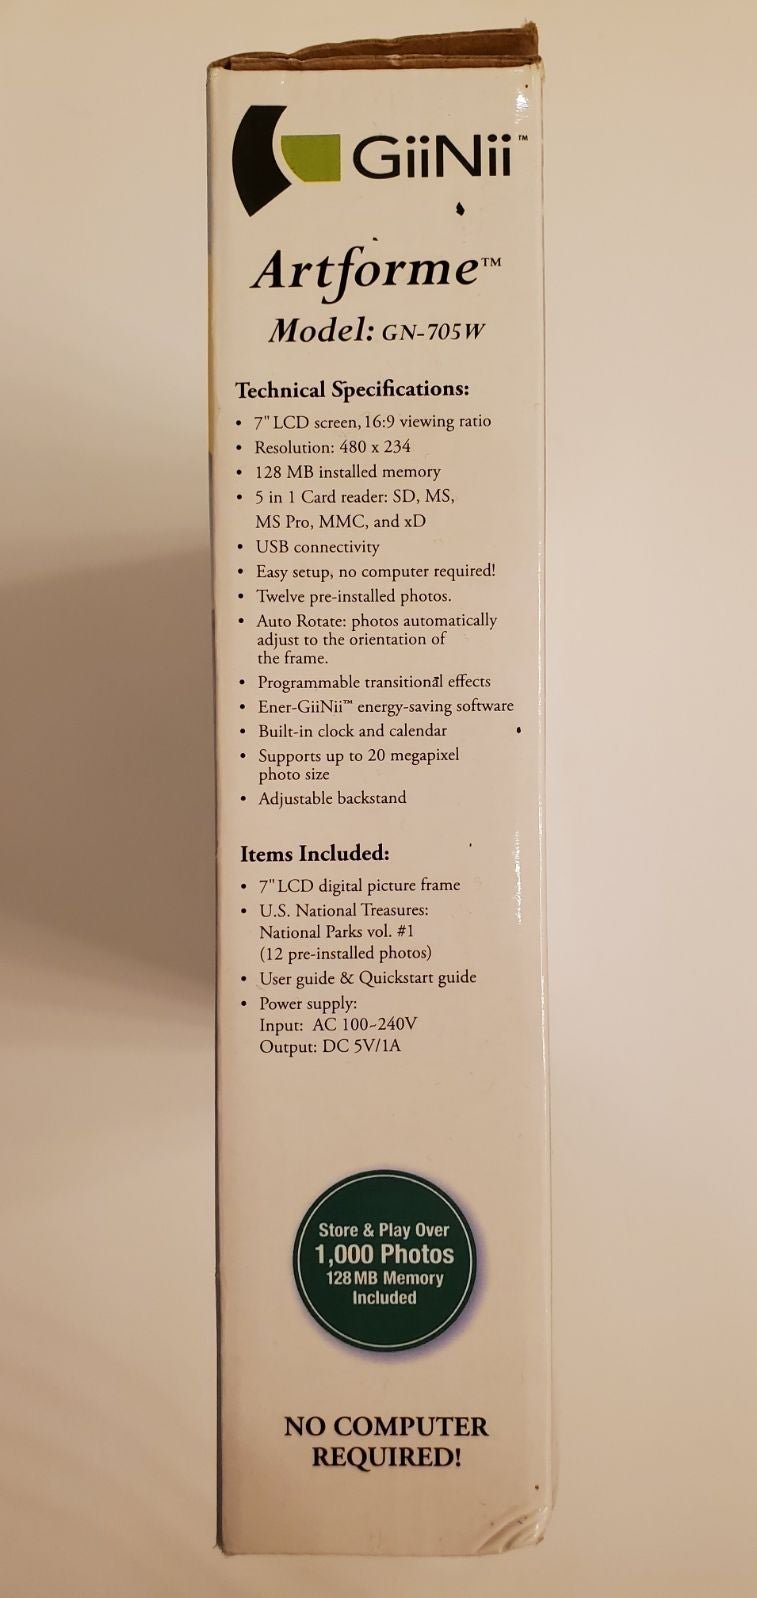 GiiNii™
Artforme™
Model: GN-705W
Technical Specifications:
• 7" LCD screen, 16:9 viewing ratio
• Resolution: 480 x 234
• 128 MB installed memory
• 5 in 1 Card reader: SD, MS,
MS Pro, MMC, and xD
• USB connectivity
• Easy setup, no computer required!
• Twelve pre-installed photos.
• Auto Rotate: photos automatically
adjust to the orientation of
the frame.
• Programmable transitional effects
• Ener-GiiNii™ energy-saving software
• Built-in clock and calendar
• Supports up to 20 megapixel
photo size
• Adjustable backstand
Items Included:
• 7" LCD digital picture frame
• U.S. National Treasures:
National Parks vol. #1
(12 pre-installed photos)
• User guide & Quickstart guide
• Power supply:
Input: AC 100~240V
Output: DC 5V/1A
Store & Play Over
1,000 Photos
128MB Memory
Included
NO COMPUTER
REQUIRED!